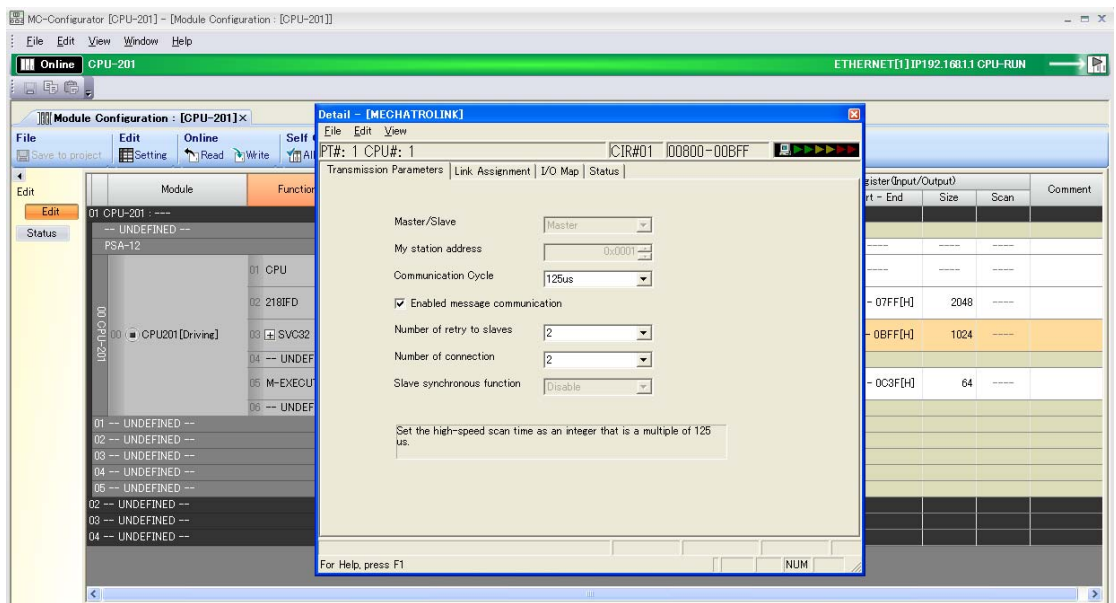 MC-Configurator [CPU-201] - [Module Configuration : [CPU-201]]
File Edit View Window Help
Online CPU-201 ETHERNET[1] IP192.168.1.1 CPU-RUN
Module Configuration : [CPU-201]×
File Edit Online Self
Save to project Setting Read Write All
Edit
Edit
Status
Module Function
01 CPU-201 : ---
-- UNDEFINED --
PSA-12
00 CPU-201
00 CPU201[Driving]
01 CPU
02 218IFD
03 + SVC32
04 -- UNDEF
05 M-EXECUT
06 -- UNDEF
01 -- UNDEFINED --
02 -- UNDEFINED --
03 -- UNDEFINED --
04 -- UNDEFINED --
05 -- UNDEFINED --
02 -- UNDEFINED --
03 -- UNDEFINED --
04 -- UNDEFINED --
Detail - [MECHATROLINK]
File Edit View
PT#: 1 CPU#: 1 CIR#01 00800-00BFF
Transmission Parameters Link Assignment I/O Map Status
Master/Slave Master
My station address 0x0001
Communication Cycle 125us
Enabled message communication
Number of retry to slaves 2
Number of connection 2
Slave synchronous function Disable
Set the high-speed scan time as an integer that is a multiple of 125
us.
For Help, press F1 NUM
gister(Input/Output) Comment
rt - End Size Scan
---- ---- ----
---- ---- ----
- 07FF[H] 2048 ----
- 0BFF[H] 1024 ----
- 0C3F[H] 64 ----